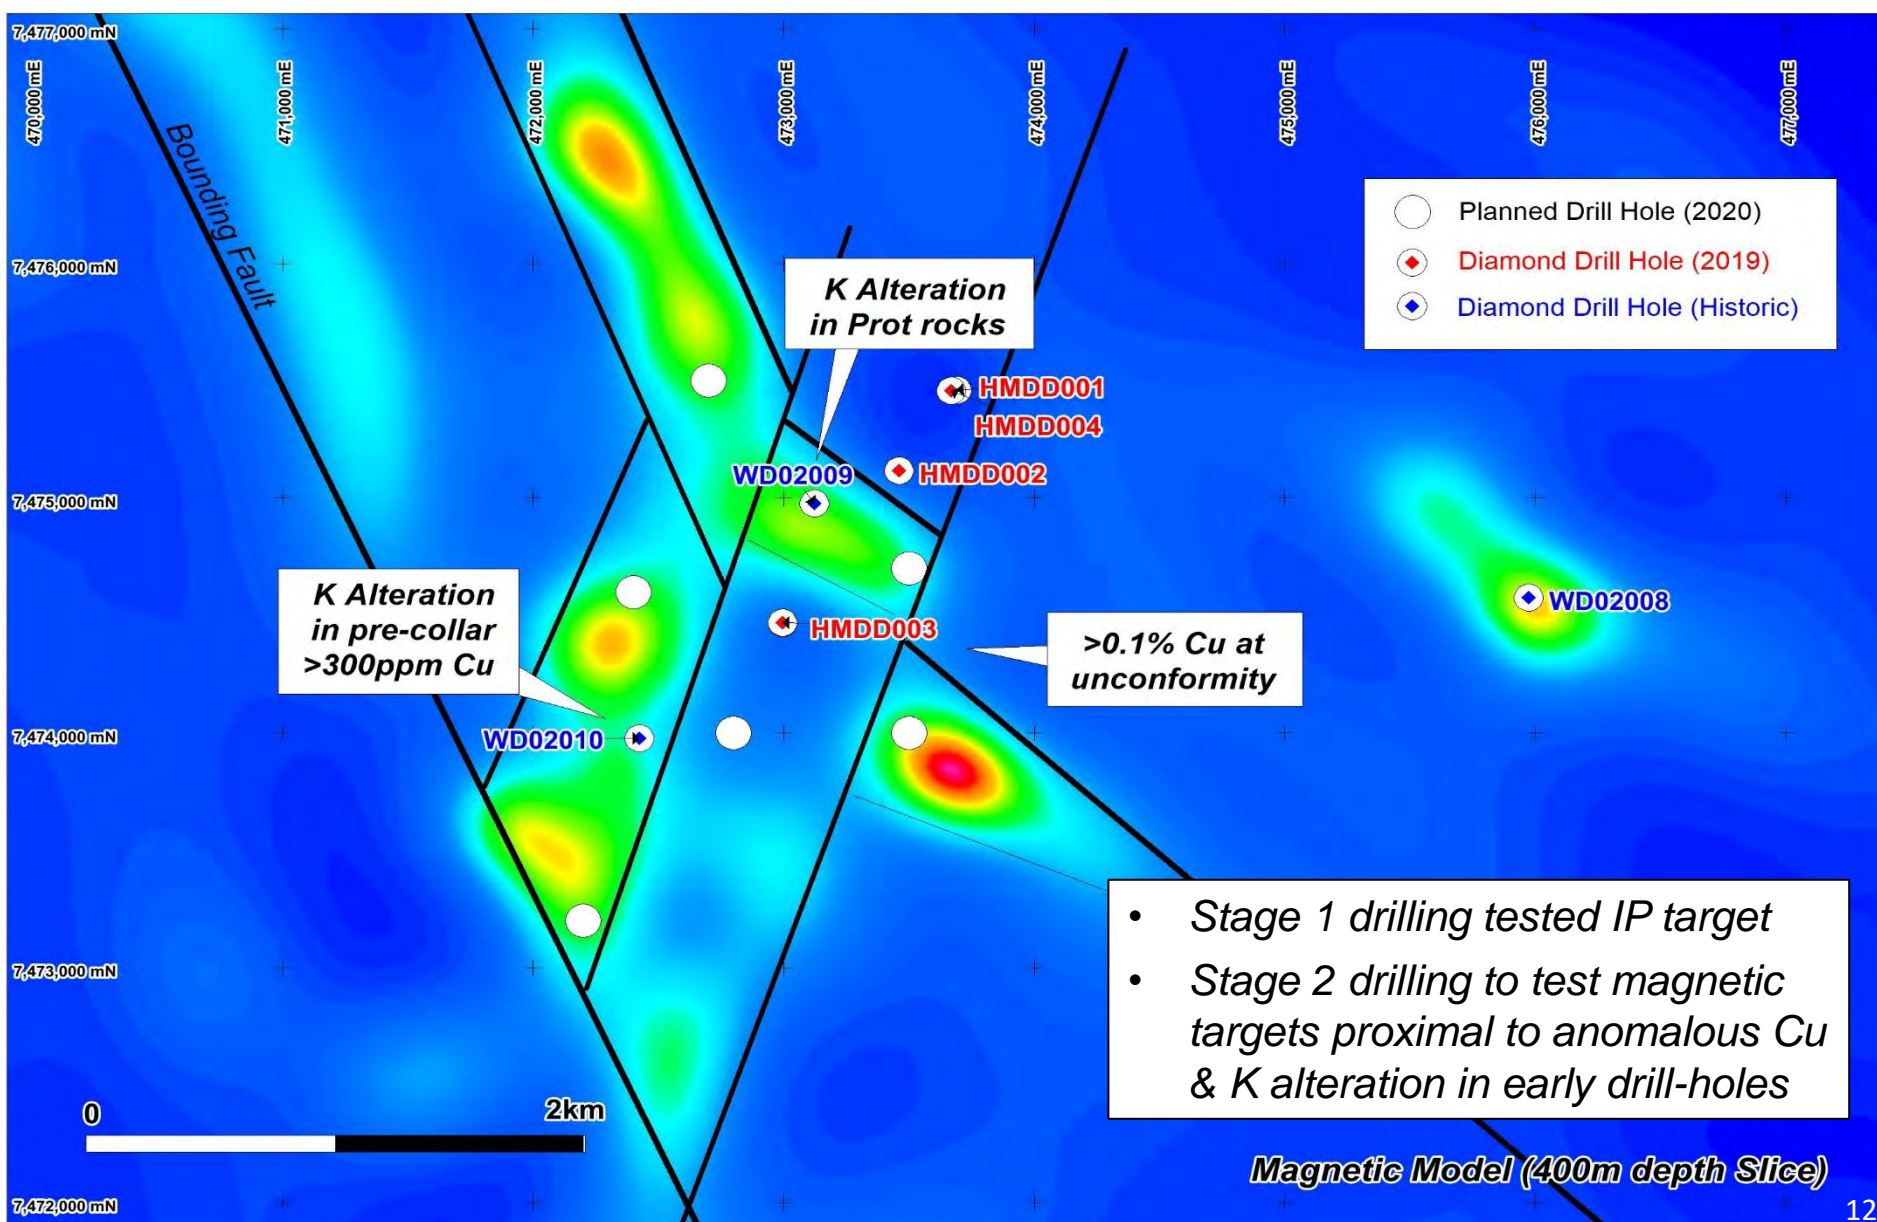 7,477,000 mN
470,000 mE
471,000 mE
472,000 mE
473,000 mE
474,000 mE
475,000 mE
476,000 mE
477,000 mE
Bounding Fault
Planned Drill Hole (2020)
Diamond Drill Hole (2019)
Diamond Drill Hole (Historic)
7,476,000 mN
K Alteration
in Prot rocks
HMDD001
HMDD004
WD02009
HMDD002
7,475,000 mN
K Alteration
in pre-collar
>300ppm Cu
HMDD003
>0.1% Cu at
unconformity
WD02008
7,474,000 mN
WD02010
• Stage 1 drilling tested IP target
• Stage 2 drilling to test magnetic
targets proximal to anomalous Cu
& K alteration in early drill-holes
7,473,000 mN
0
2km
Magnetic Model (400m depth Slice)
7,472,000 mN
12